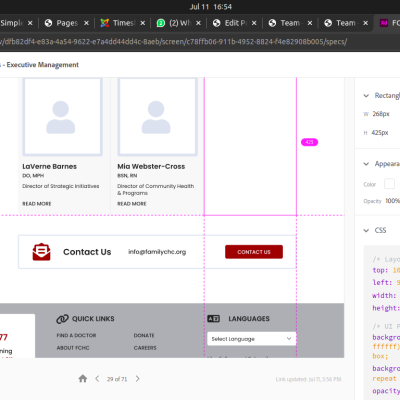 Jul 11 16:54
Simple
Pages
Timesl
(2) (W
Edit P
Team
Team
FC
/dfb82df4-e83a-4a54-9622-e7a4dd44dd4c-8aeb/screen/c78ffb06-911b-4952-8824-f4e82908b005/specs/
- Executive Management
LaVerne Barnes
DO, MPH
Director of Strategic Initiatives
READ MORE
Mia Webster-Cross
BSN, RN
Director of Community Health
& Programs
READ MORE
425
Contact Us
info@familychc.org
CONTACT US
77
ning
QUICK LINKS
FIND A DOCTOR
DONATE
ABOUT FCHC
CAREERS
LANGUAGES
Select Language
29 of 71
Last updated: Jul 11, 3:56 PM
Rectangl
W 268px
H 425px
Appeara
Color
Opacity 100%
CSS
/* Layo
top: 10
left: 9
width:
height:
/* UI P
backgro
ffffff)
box;
backgro
repeat
opacity